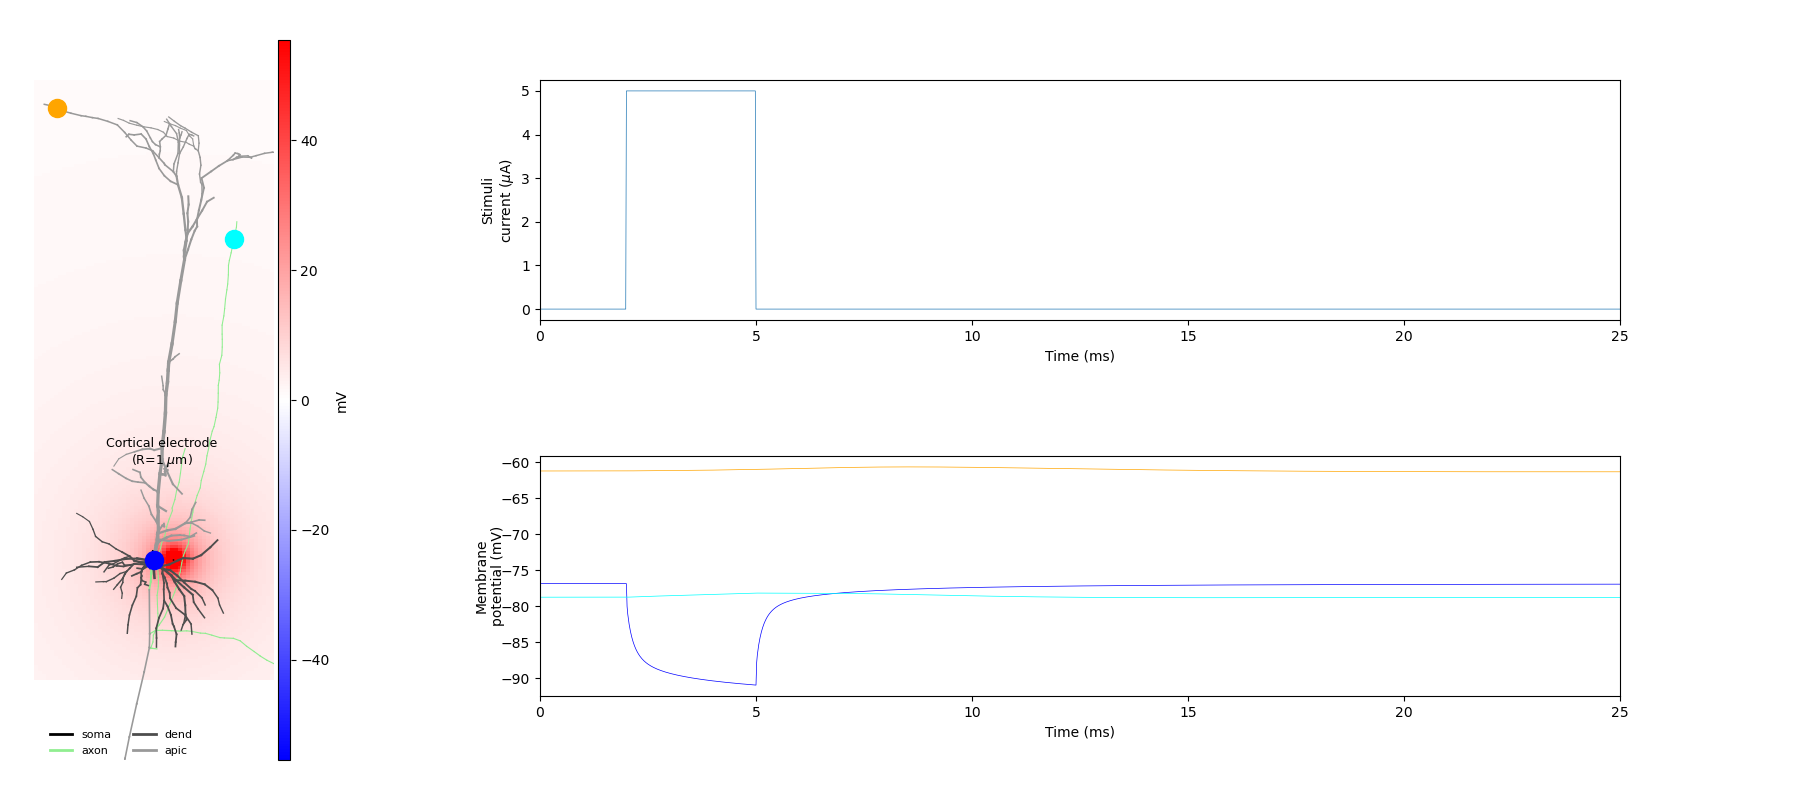 40
20
0
−20
−40
mV
Cortical electrode
(R=1 μm)
soma
axon
dend
apic
Stimuli
current (μA)
5
4
3
2
1
0
0 5 10 15 20 25
Time (ms)
Membrane
potential (mV)
−60
−65
−70
−75
−80
−85
−90
0 5 10 15 20 25
Time (ms)